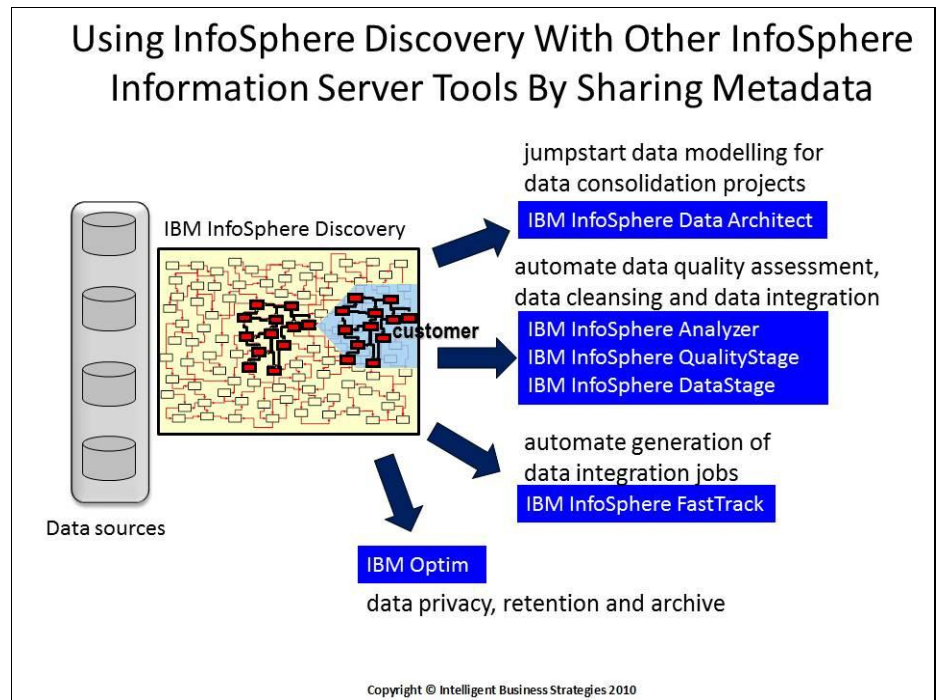 Using InfoSphere Discovery With Other InfoSphere
Information Server Tools By Sharing Metadata
jumpstart data modelling for
data consolidation projects
IBM InfoSphere Data Architect
IBM InfoSphere Discovery
customer
automate data quality assessment,
data cleansing and data integration
IBM InfoSphere Analyzer
IBM InfoSphere QualityStage
IBM InfoSphere DataStage
automate generation of
data integration jobs
IBM InfoSphere FastTrack
Data sources
IBM Optim
data privacy, retention and archive
Copyright © Intelligent Business Strategies 2010